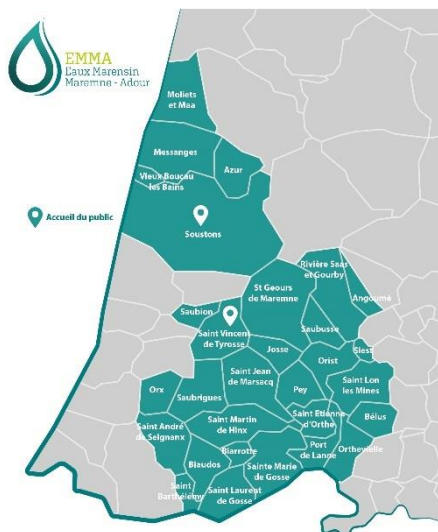 EMMA
Eaux Marensin
Maremne - Adour
Moliets
et Maa
Messanges
Azur
Vieux Boucau
les Bains
Accueil du public
Soustons
Rivière Saas
et Gourby
St Geours
de Maremne
Angoumé
Saubion
Saubusse
Saint Vincent
de Tyrosse
Josse
Orist
Siest
Saint Jean
de Marsacq
Saint Lon
les Mines
Orx
Saubrigues
Pey
Saint Etienne
d'Orthe
Bélus
Saint Martin
de Hinx
Saint André
de Seignanx
Port
de Lanne
Orthevielle
Biarrotte
Biaudos
Sainte Marie
de Gosse
Saint
Barthélemy
Saint Laurent
de Gosse